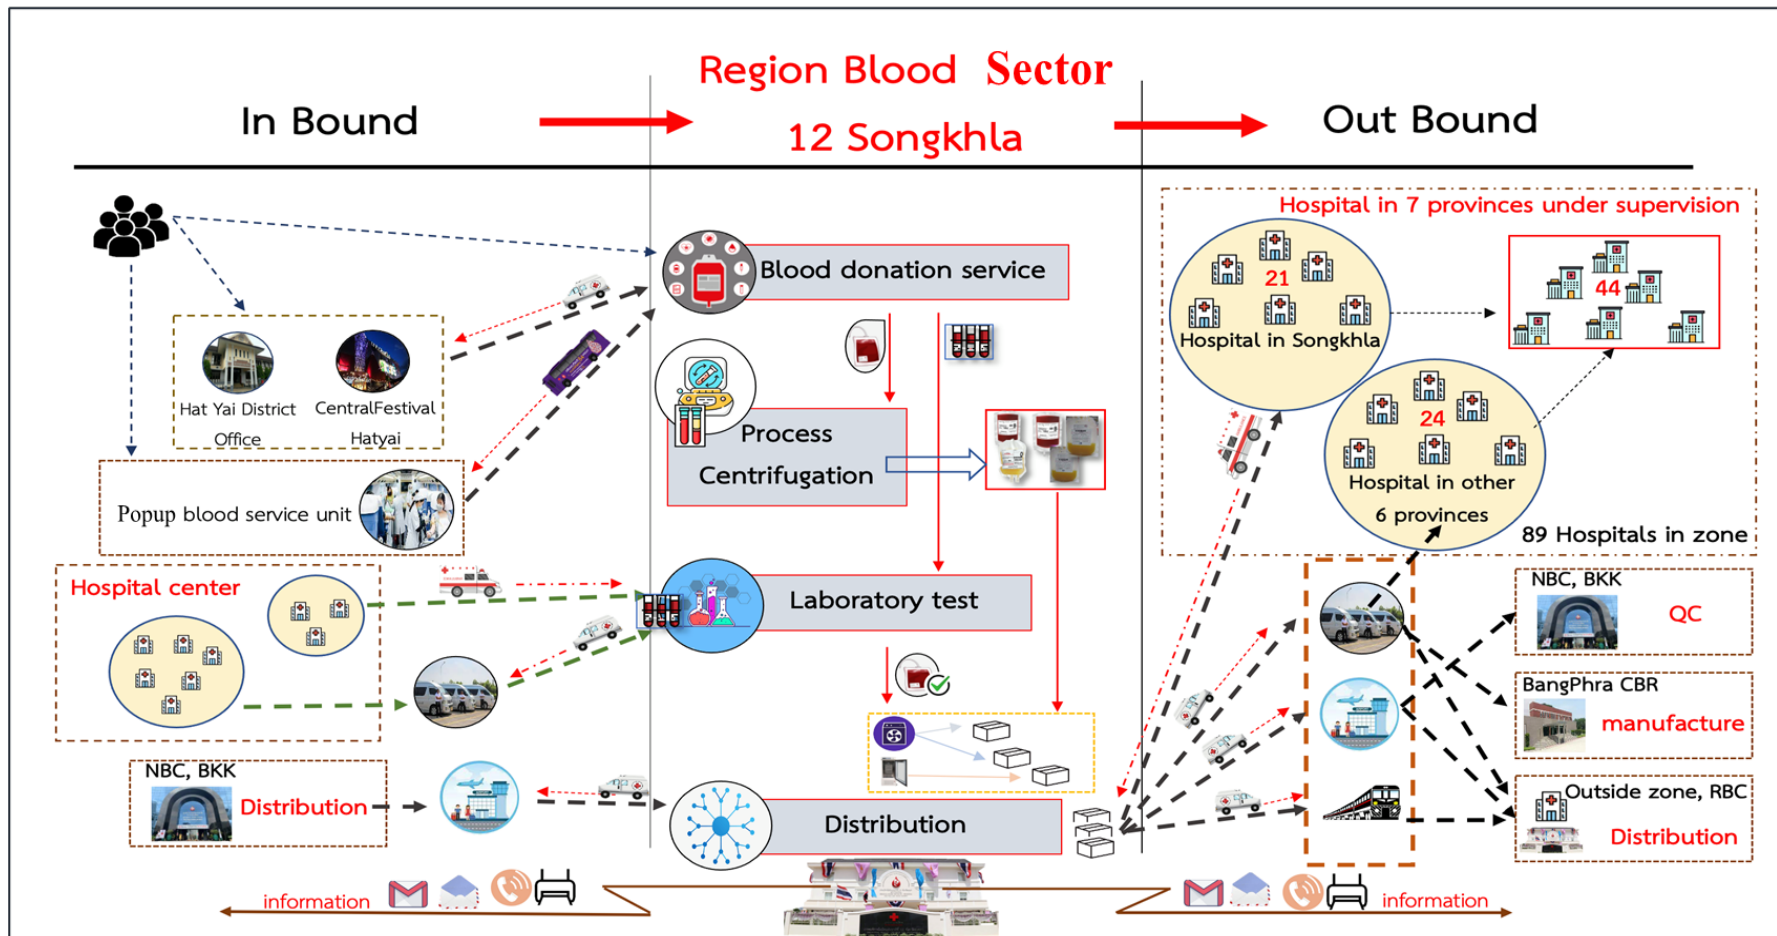 Region Blood Sector
In Bound
12 Songkhla
Out Bound
Hospital in 7 provinces under supervision
Blood donation service
21
44
Hospital in Songkhla
Hat Yai District
Office
CentralFestival
Hatyai
Process
Centrifugation
24
Hospital in other
6 provinces
Popup blood service unit
89 Hospitals in zone
Hospital center
Laboratory test
NBC, BKK
QC
BangPhra CBR
manufacture
NBC, BKK
Distribution
Distribution
Outside zone, RBC
Distribution
information
information